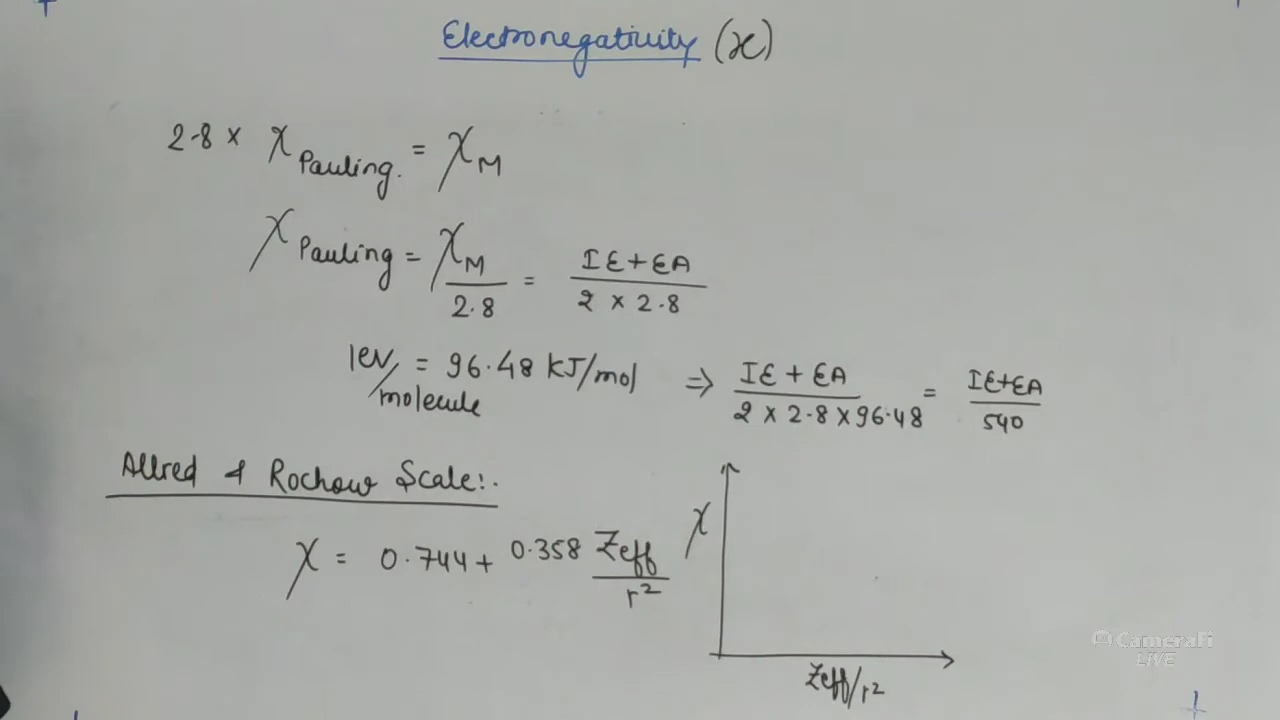 Electronegativity (x)
2.8 × χ Pauling. = χ M
χ Pauling = χ M / 2.8 = IE + EA / 2 × 2.8
1ev/molecule = 96.48 KJ/mol ⇒ IE + EA / 2 × 2.8 × 96.48 = IE+EA / 540
Allred & Rochow Scale:.
χ = 0.744 + 0.358 Zeff / r²
χ
Zeff/r²
CameraFi
LIVE